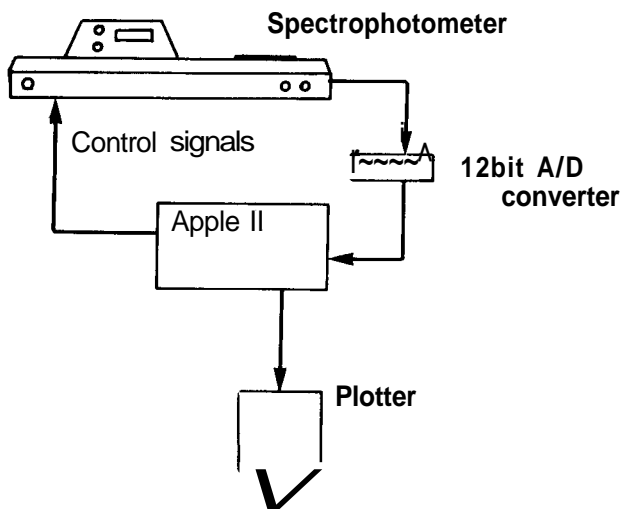 Spectrophotometer
Control signals
12bit A/D
converter
Apple II
Plotter